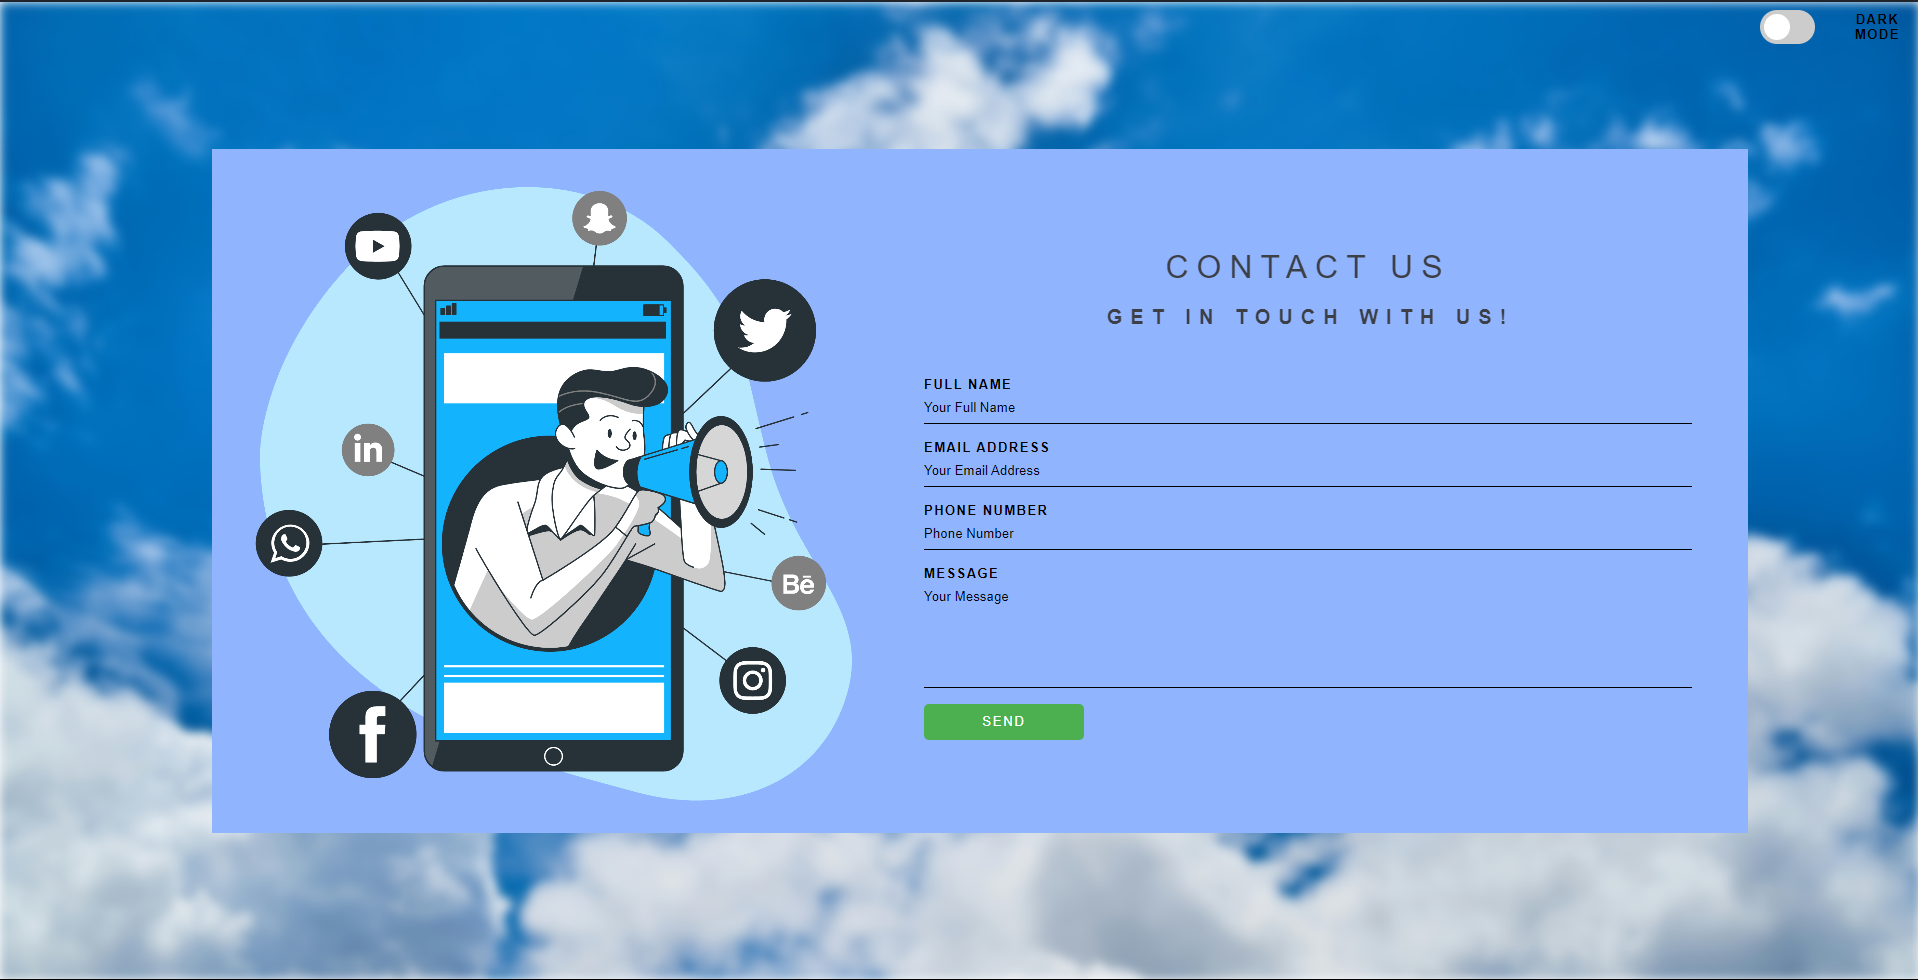 DARK
MODE
CONTACT US
GET IN TOUCH WITH US!
FULL NAME
Your Full Name
EMAIL ADDRESS
Your Email Address
PHONE NUMBER
Phone Number
MESSAGE
Your Message
SEND
in
Bē
f